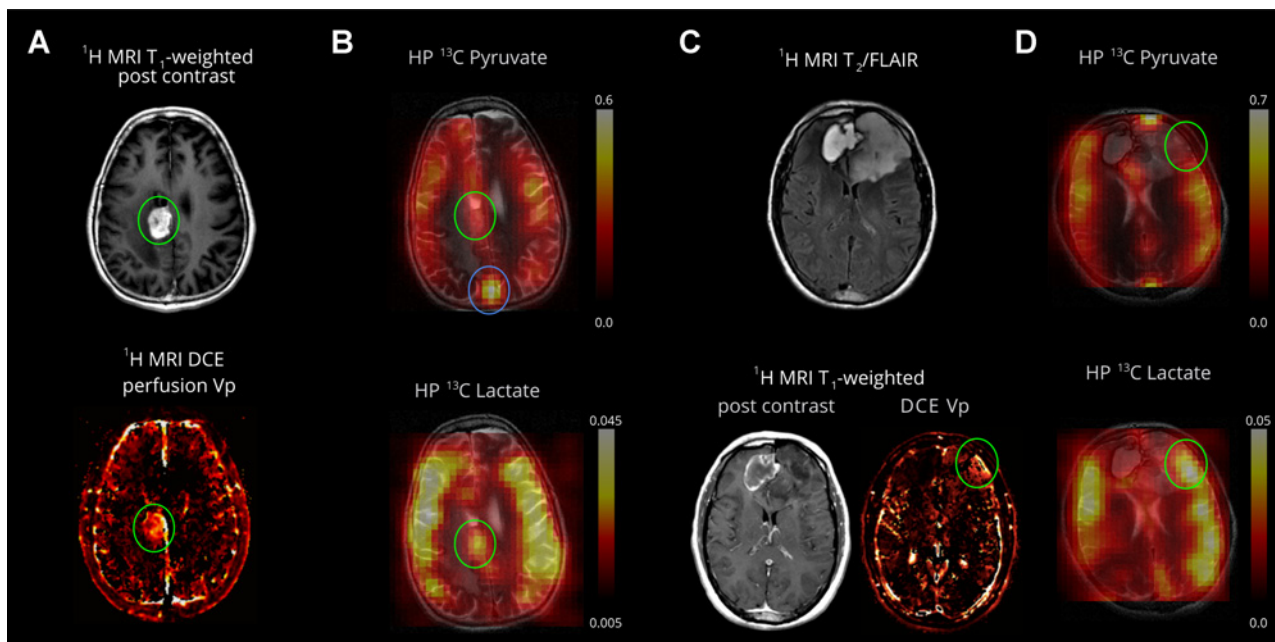 A
¹H MRI T₁-weighted
post contrast
¹H MRI DCE
perfusion Vp
B
HP ¹³C Pyruvate
0.6
0.0
HP ¹³C Lactate
0.045
0.005
C
¹H MRI T₂/FLAIR
¹H MRI T₁-weighted
post contrast DCE Vp
D
HP ¹³C Pyruvate
0.7
0.0
HP ¹³C Lactate
0.05
0.0